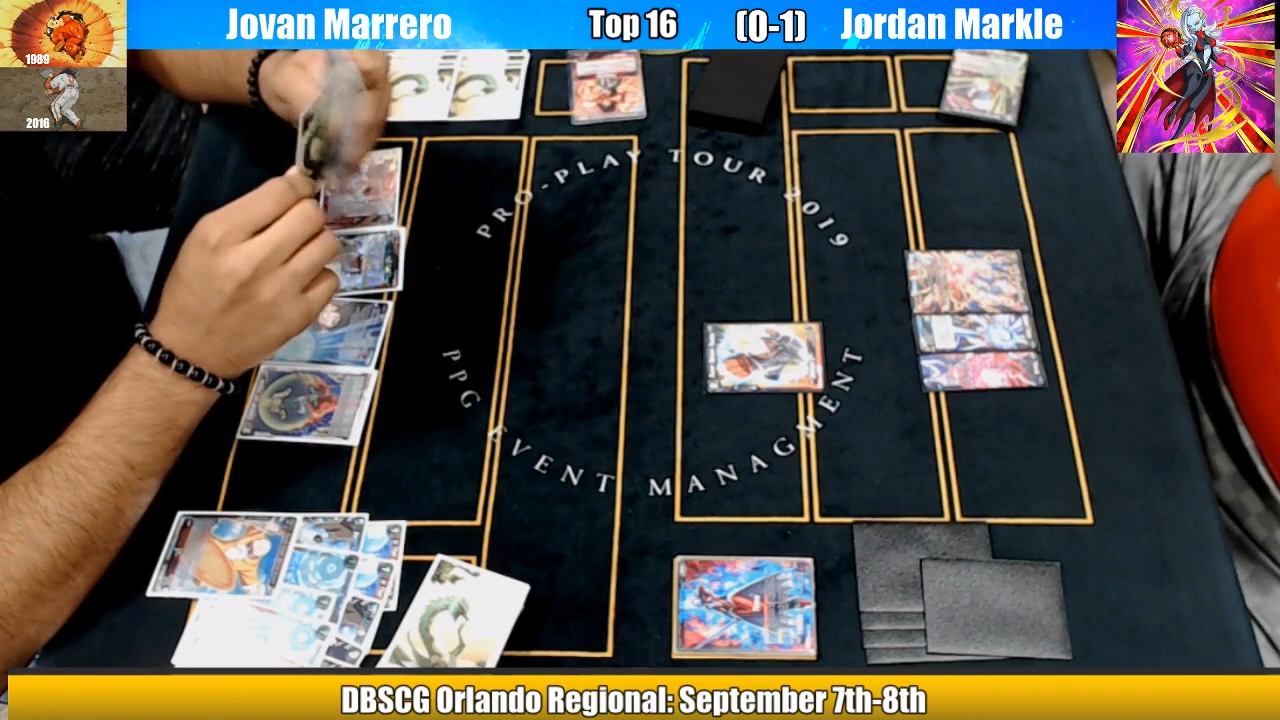 Jovan Marrero
Top 16
(0-1)
Jordan Markle
1989
2016
PRO-PLAY TOUR 2019
PPG EVENT MANAGMENT
DBSCG Orlando Regional: September 7th-8th